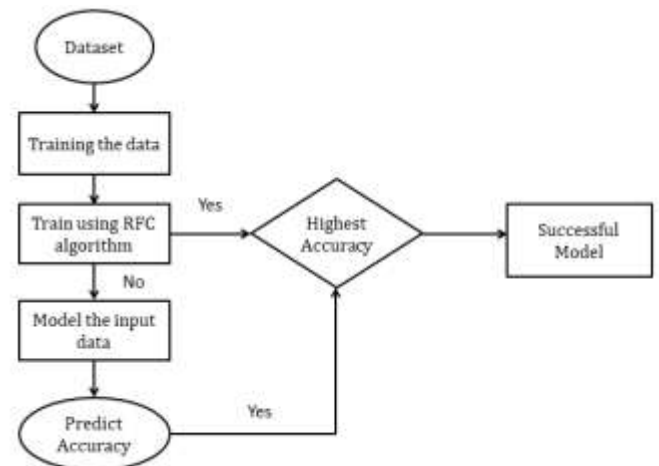 Dataset
Training the data
Train using RFC
algorithm
Yes
Highest
Accuracy
Successful
Model
No
Model the input
data
Predict
Accuracy
Yes